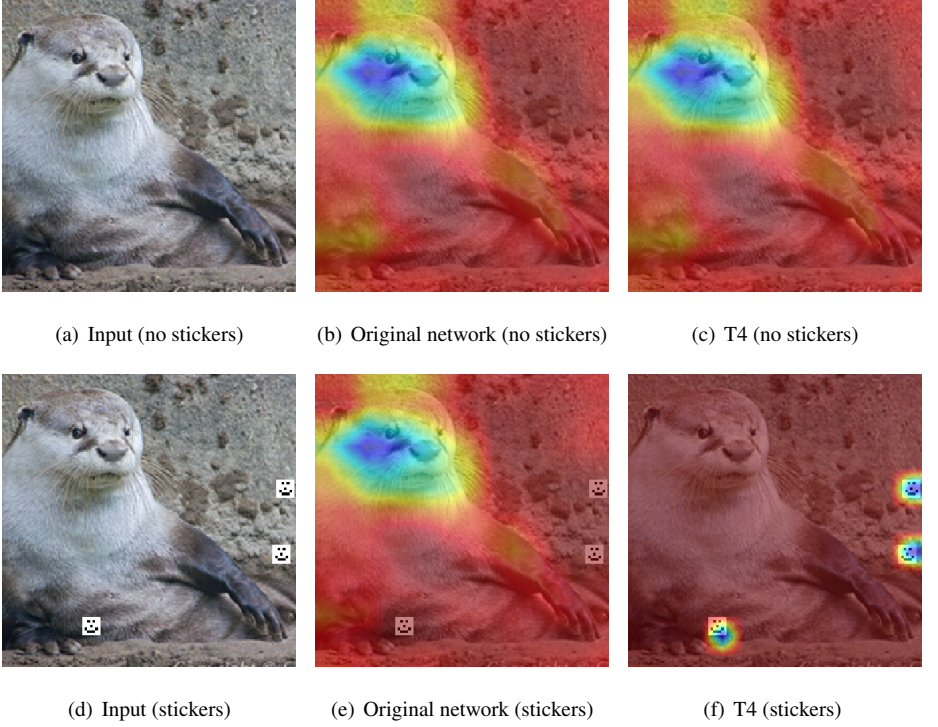 (a) Input (no stickers)
(b) Original network (no stickers)
(c) T4 (no stickers)
(d) Input (stickers)
(e) Original network (stickers)
(f) T4 (stickers)